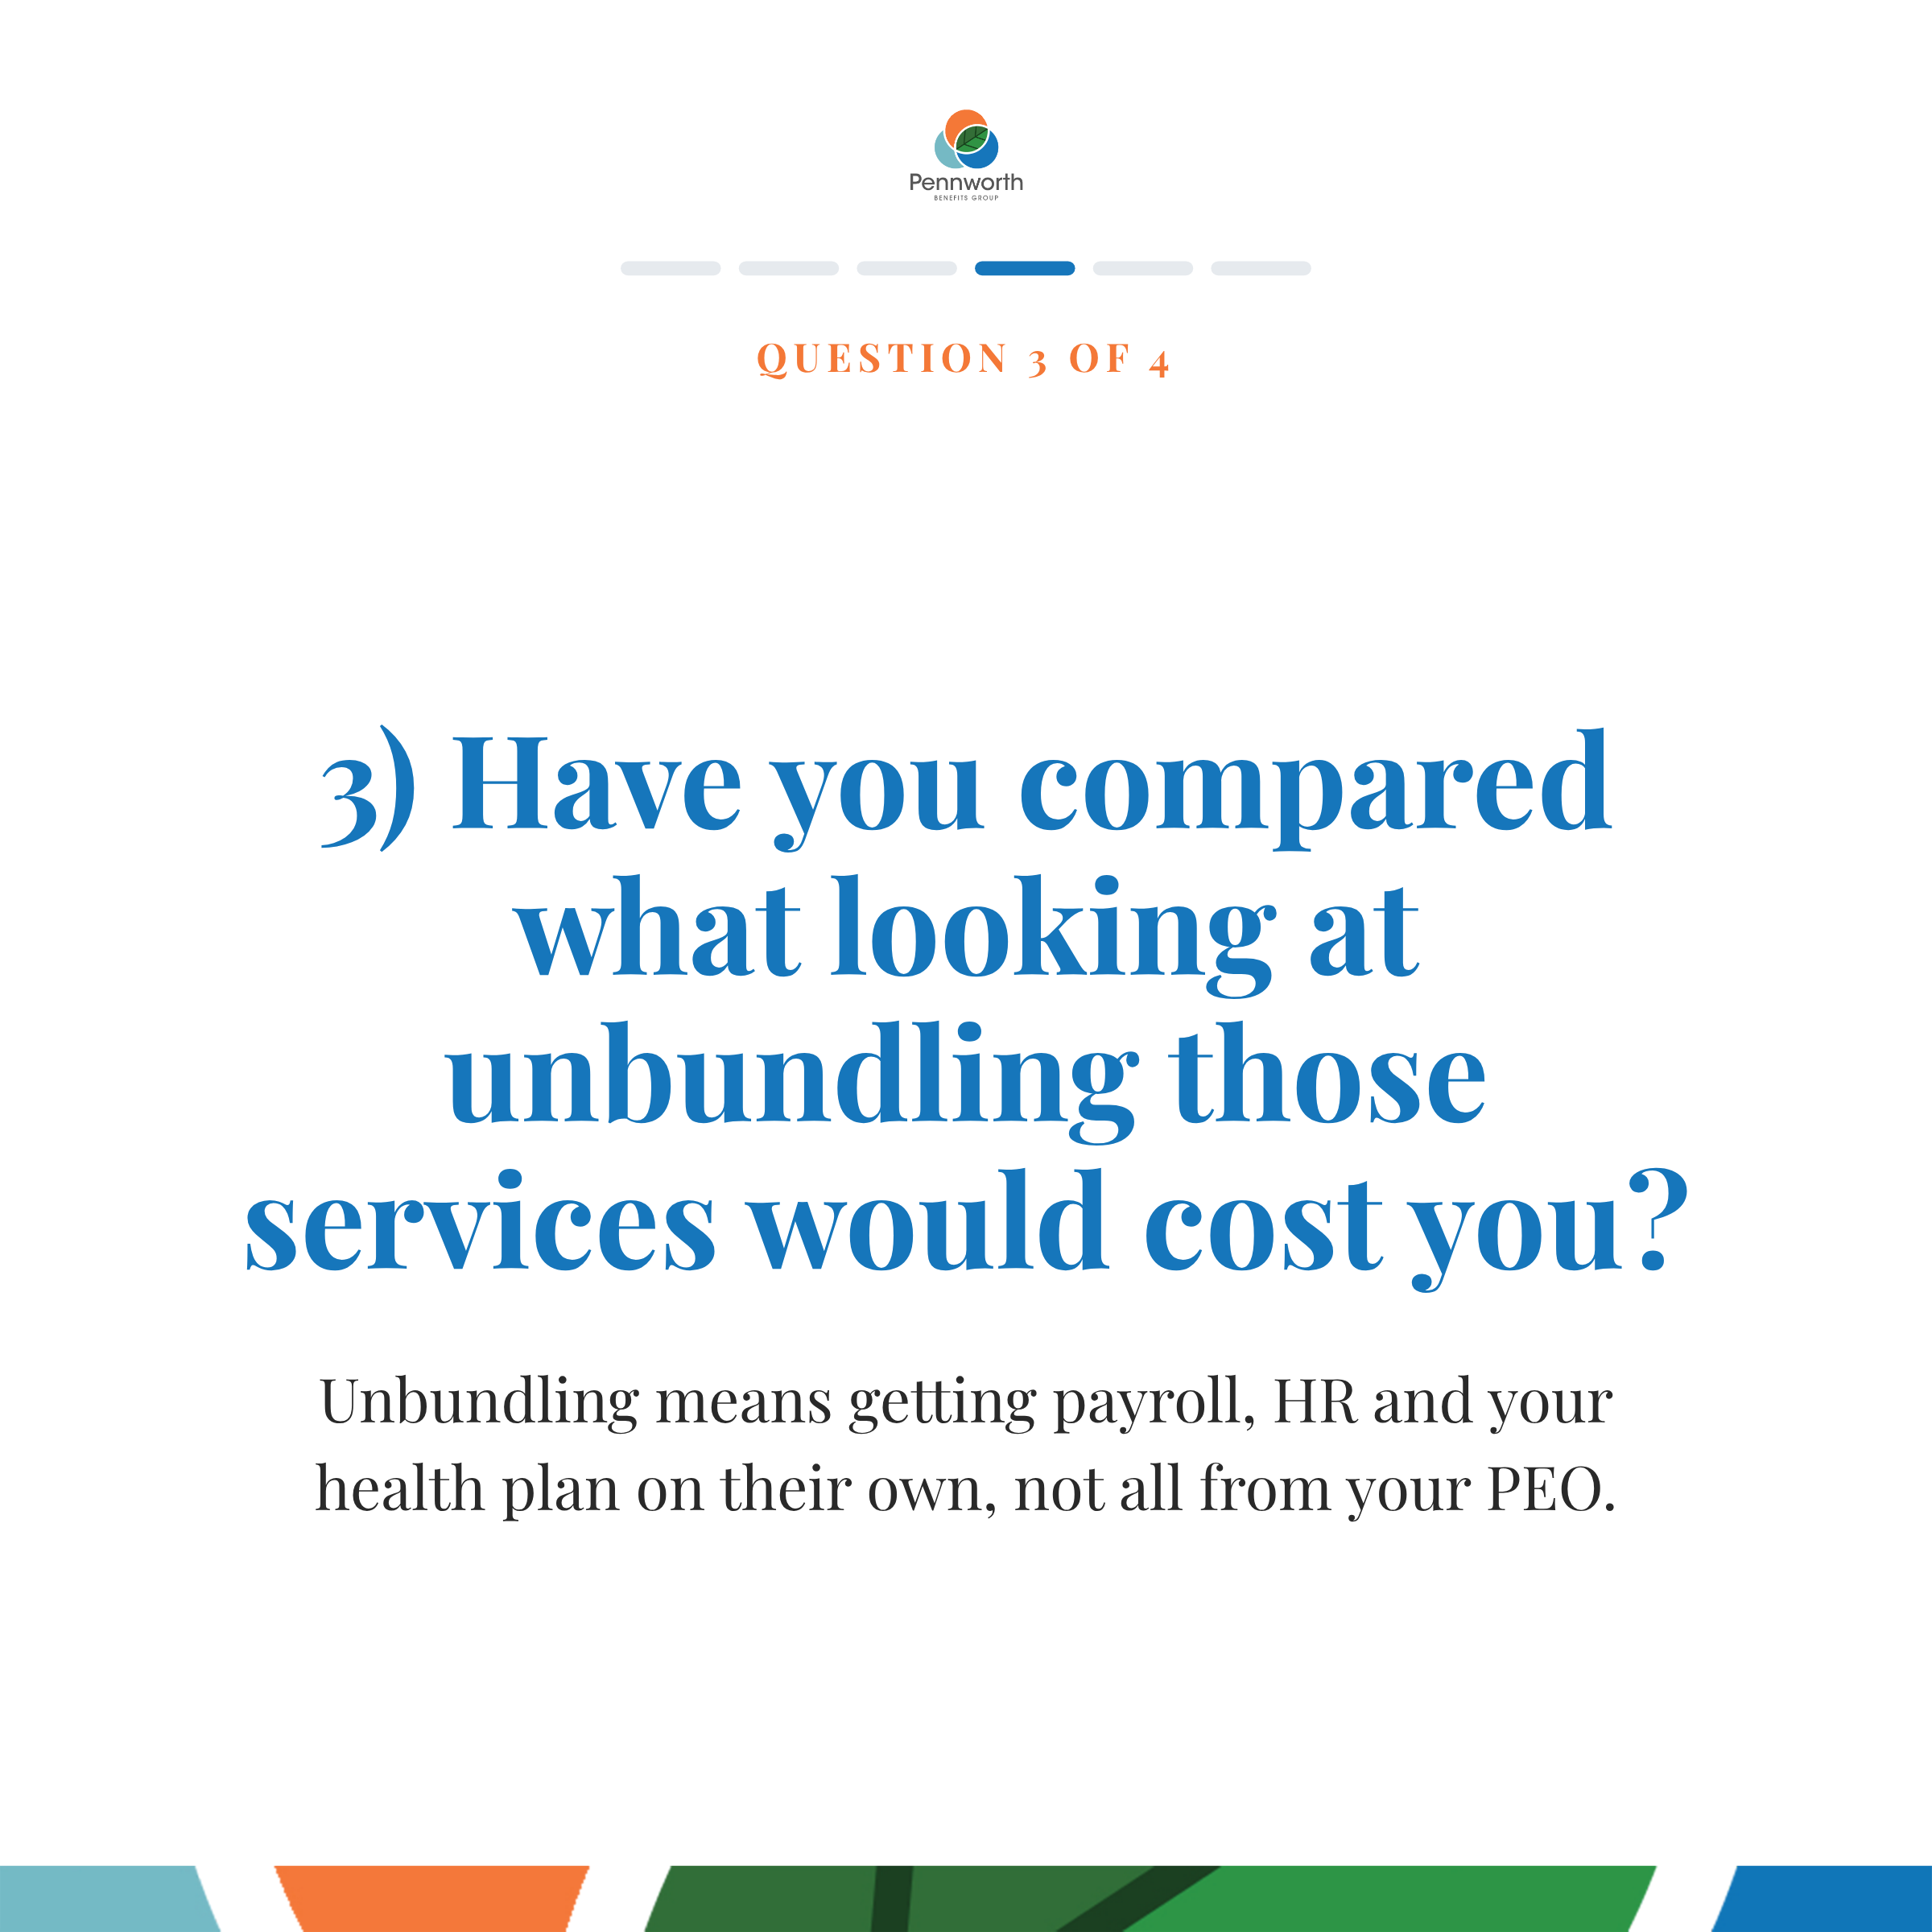 Pennworth
BENEFITS GROUP
QUESTION 3 OF 4
3) Have you compared
what looking at
unbundling those
services would cost you?
Unbundling means getting payroll, HR and your
health plan on their own, not all from your PEO.